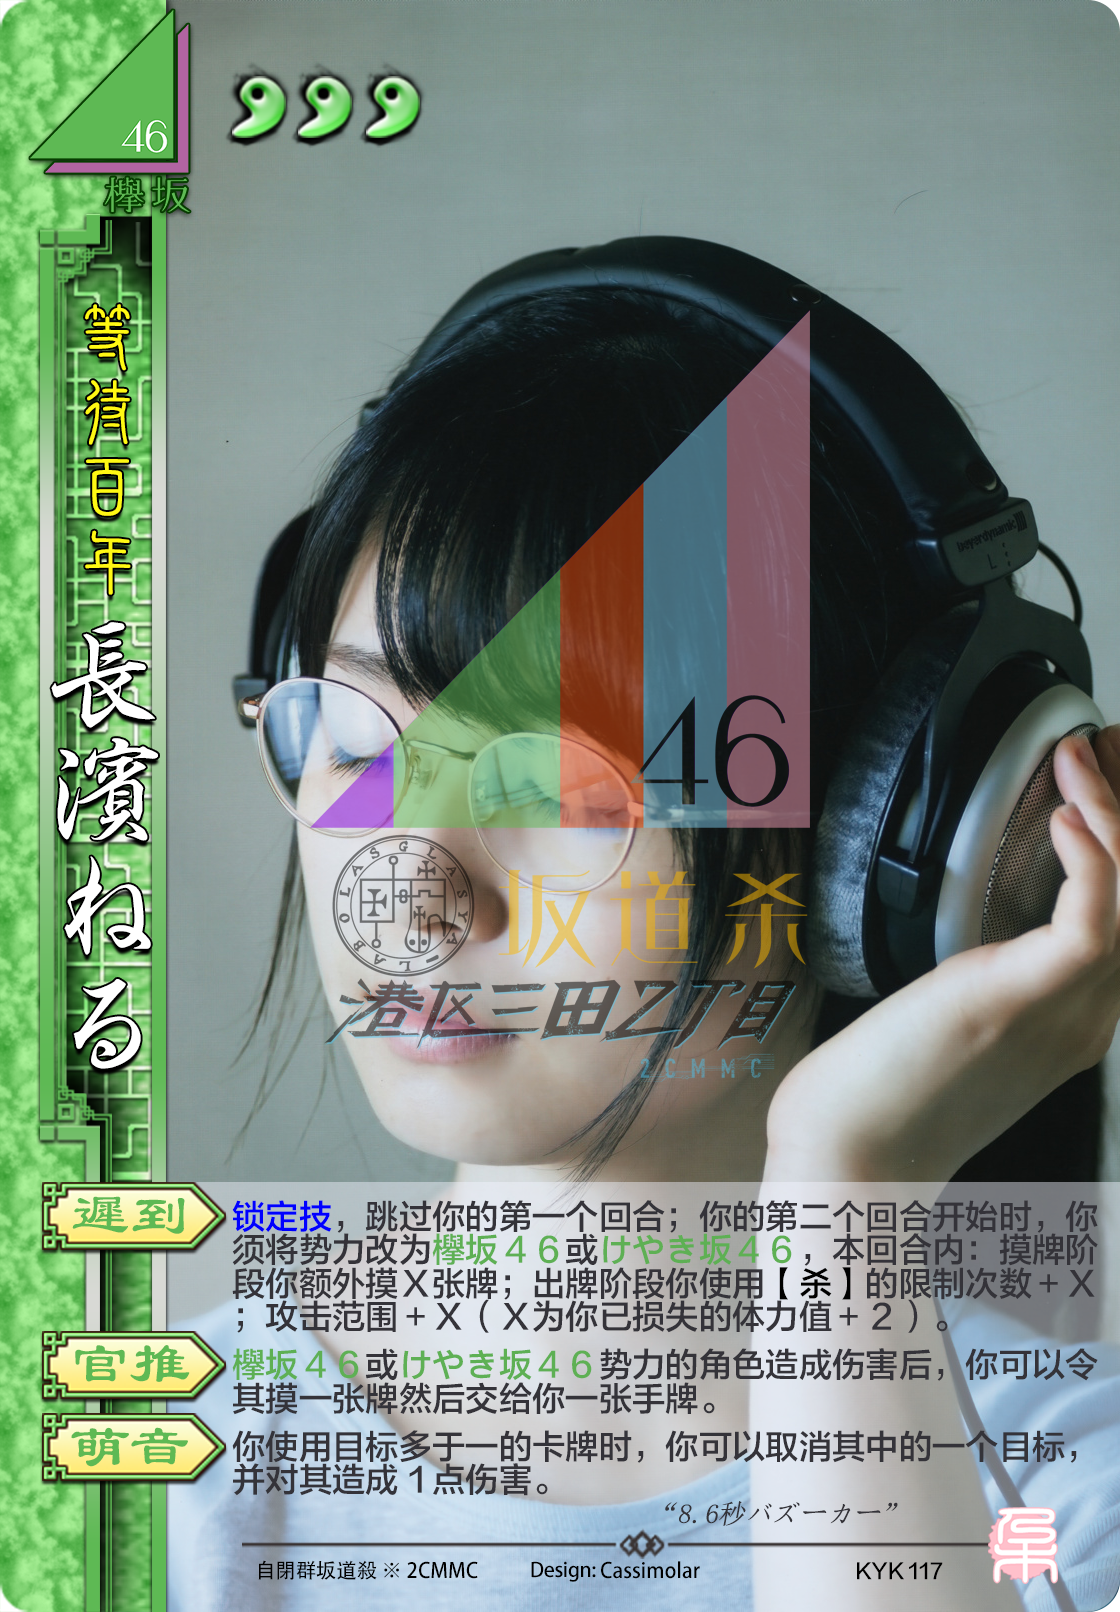 46
欅坂
等待百年
長濱ねる
beyerdynamic
L
46
GLASYALABOLAS
坂道杀
港区三田乙丁目
2CMMC
遲到
锁定技，跳过你的第一个回合；你的第二个回合开始时，你
须将势力改为欅坂４６或けやき坂４６，本回合内：摸牌阶
段你额外摸Ｘ张牌；出牌阶段你使用【杀】的限制次数＋Ｘ
；攻击范围＋Ｘ（Ｘ为你已损失的体力值＋２）。
官推
欅坂４６或けやき坂４６势力的角色造成伤害后，你可以令
其摸一张牌然后交给你一张手牌。
萌音
你使用目标多于一的卡牌时，你可以取消其中的一个目标，
并对其造成１点伤害。
“8.6秒バズーカー”
自閉群坂道殺 ※ 2CMMC
Design: Cassimolar
KYK 117